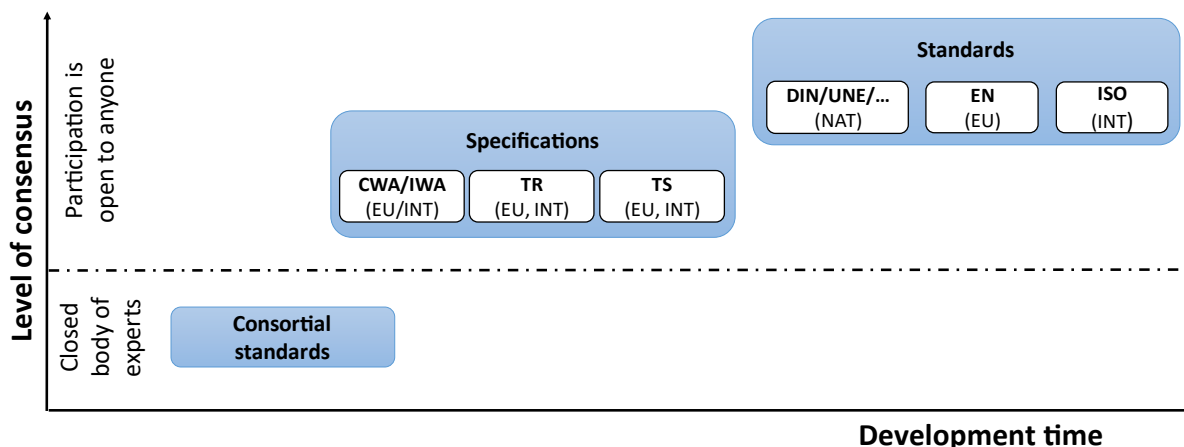 Level of consensus
Participation is
open to anyone
Closed
body of
experts
Standards
DIN/UNE/...
(NAT)
EN
(EU)
ISO
(INT)
Specifications
CWA/IWA
(EU/INT)
TR
(EU, INT)
TS
(EU, INT)
Consortial
standards
Development time